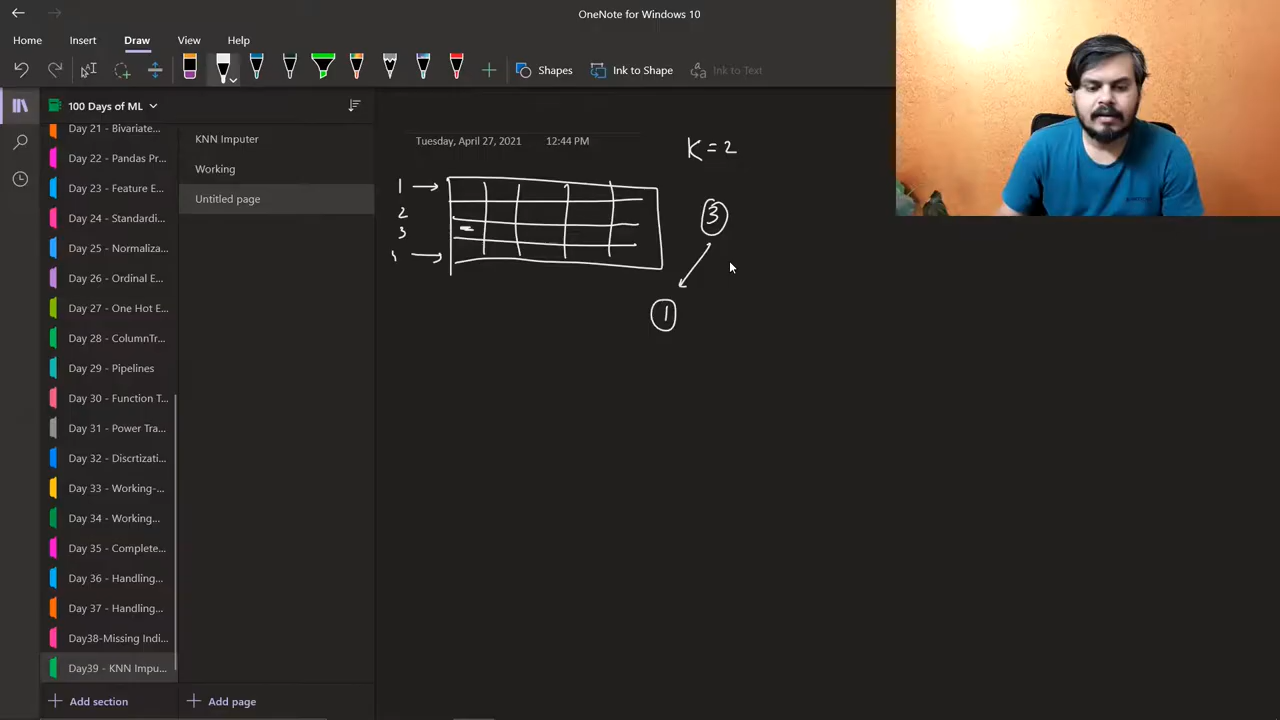 OneNote for Windows 10
Home Insert Draw View Help
Shapes Ink to Shape Ink to Text
100 Days of ML
Day 21 - Bivariate...
Day 22 - Pandas Pr...
Day 23 - Feature E...
Day 24 - Standardi...
Day 25 - Normaliza...
Day 26 - Ordinal E...
Day 27 - One Hot E...
Day 28 - ColumnTr...
Day 29 - Pipelines
Day 30 - Function T...
Day 31 - Power Tra...
Day 32 - Discrtizati...
Day 33 - Working-...
Day 34 - Working...
Day 35 - Complete...
Day 36 - Handling...
Day 37 - Handling...
Day38-Missing Indi...
Day39 - KNN Impu...
Add section
KNN Imputer
Working
Untitled page
Add page
Tuesday, April 27, 2021 12:44 PM
K = 2
1
2
3
3
1